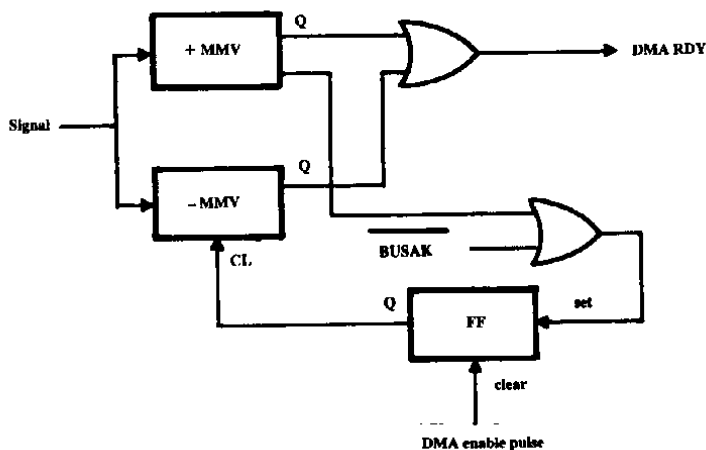 Q
+ MMV
DMA RDY
Signal
Q
– MMV
BUSAK
CL
Q
set
FF
clear
DMA enable pulse